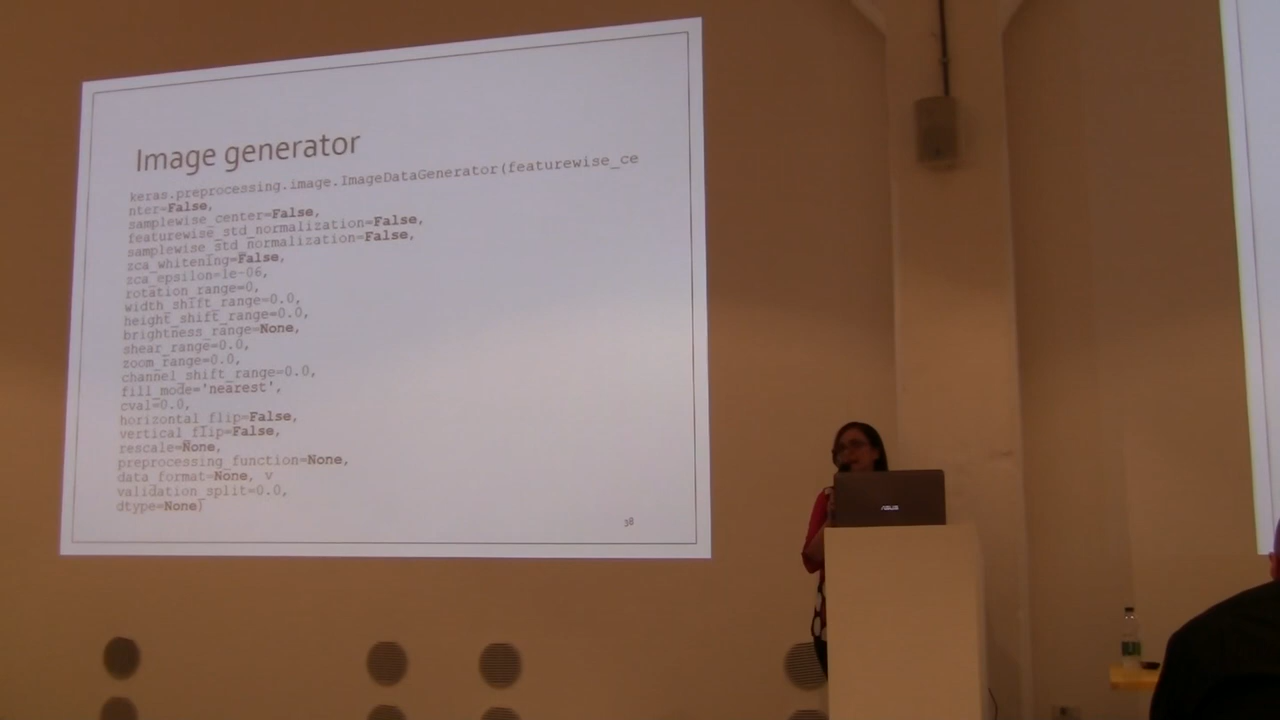 Image generator
keras.preprocessing.image.ImageDataGenerator(featurewise_ce
nter=False,
samplewise_center=False,
featurewise_std_normalization=False,
samplewise_std_normalization=False,
zca_whitening=False,
zca_epsilon=1e-06,
rotation_range=0,
width_shift_range=0.0,
height_shift_range=0.0,
brightness_range=None,
shear_range=0.0,
zoom_range=0.0,
channel_shift_range=0.0,
fill_mode='nearest',
cval=0.0,
horizontal_flip=False,
vertical_flip=False,
rescale=None,
preprocessing_function=None,
data_format=None, v
validation_split=0.0,
dtype=None)
38
ASUS